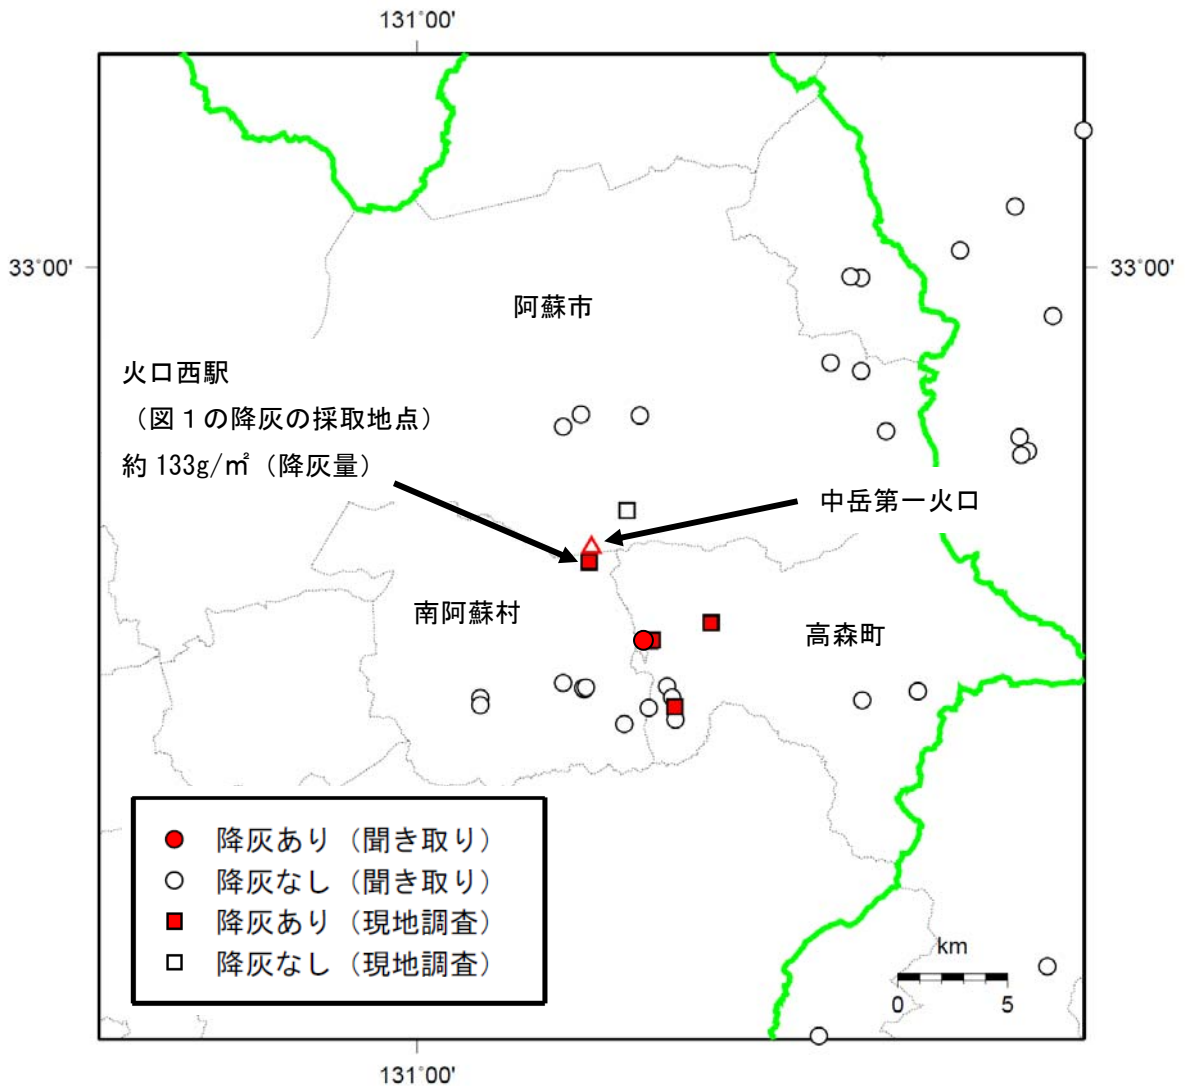 131°00'
33°00'
33°00'
阿蘇市
火口西駅
（図１の降灰の採取地点）
約 133g/㎡（降灰量）
中岳第一火口
南阿蘇村
高森町
降灰あり（聞き取り）
降灰なし（聞き取り）
降灰あり（現地調査）
降灰なし（現地調査）
km
0 5
131°00'